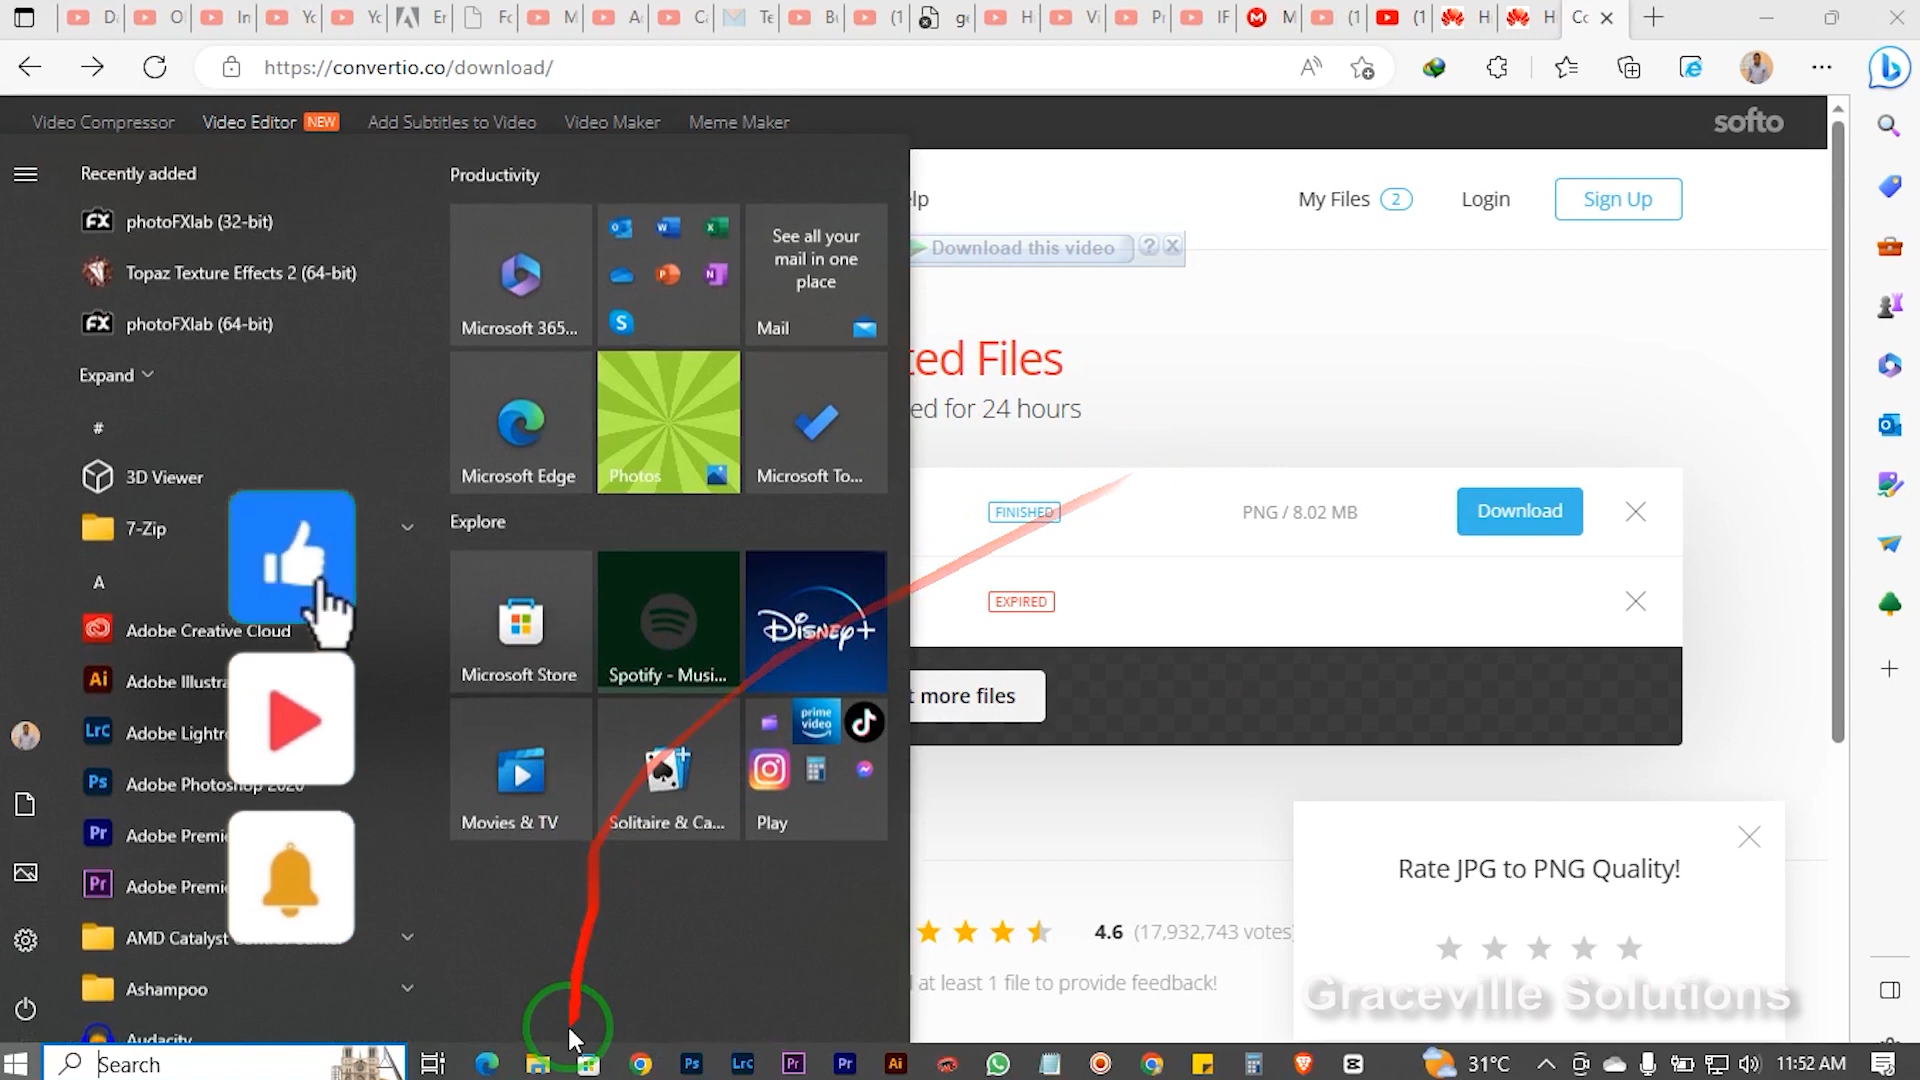 https://convertio.co/download/
Video Compressor
Video Editor NEW
Add Subtitles to Video
Video Maker
Meme Maker
softo
Recently added
photoFXlab (32-bit)
Topaz Texture Effects 2 (64-bit)
photoFXlab (64-bit)
Expand
#
3D Viewer
7-Zip
A
Adobe Creative Cloud
Adobe Illustra
Adobe Lightr
Adobe Photoshop 2020
Adobe Premi
Adobe Premi
AMD Catalyst
Ashampoo
Audacity
Productivity
Microsoft 365...
See all your
mail in one
place
Mail
Microsoft Edge
Photos
Microsoft To...
Explore
Microsoft Store
Spotify - Musi...
Disney+
Movies & TV
Solitaire & Ca...
prime
video
Play
lp
My Files 2
Login
Sign Up
Download this video
ted Files
ed for 24 hours
FINISHED
PNG / 8.02 MB
Download
EXPIRED
t more files
4.6 (17,932,743 votes)
at least 1 file to provide feedback!
Rate JPG to PNG Quality!
Graceville Solutions
Search
31°C
11:52 AM